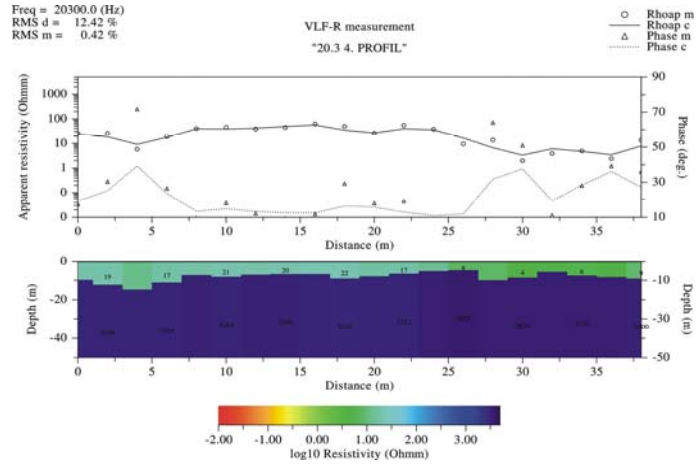 Freq = 20300.0 (Hz)
RMS d = 12.42 %
RMS m = 0.42 %
VLF-R measurement
"20.3 4. PROFIL"
Rhoap m
Rhoap c
Phase m
Phase c
Apparent resistivity (Ohmm)
1000
100
10
1
0
0
90
70
50
30
10
Phase (deg.)
0 5 10 15 20 25 30 35
Distance (m)
Depth (m)
0
-20
-40
19 17 21 20 22 17 8 4 6 9
0
-10
-30
-50
Depth (m)
0 5 10 15 20 25 30 35
Distance (m)
-2.00 -1.00 0.00 1.00 2.00 3.00
log10 Resistivity (Ohmm)